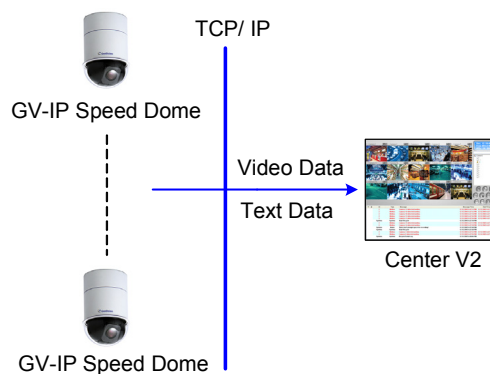 TCP/ IP
GV-IP Speed Dome
Video Data
Text Data
Center V2
GV-IP Speed Dome